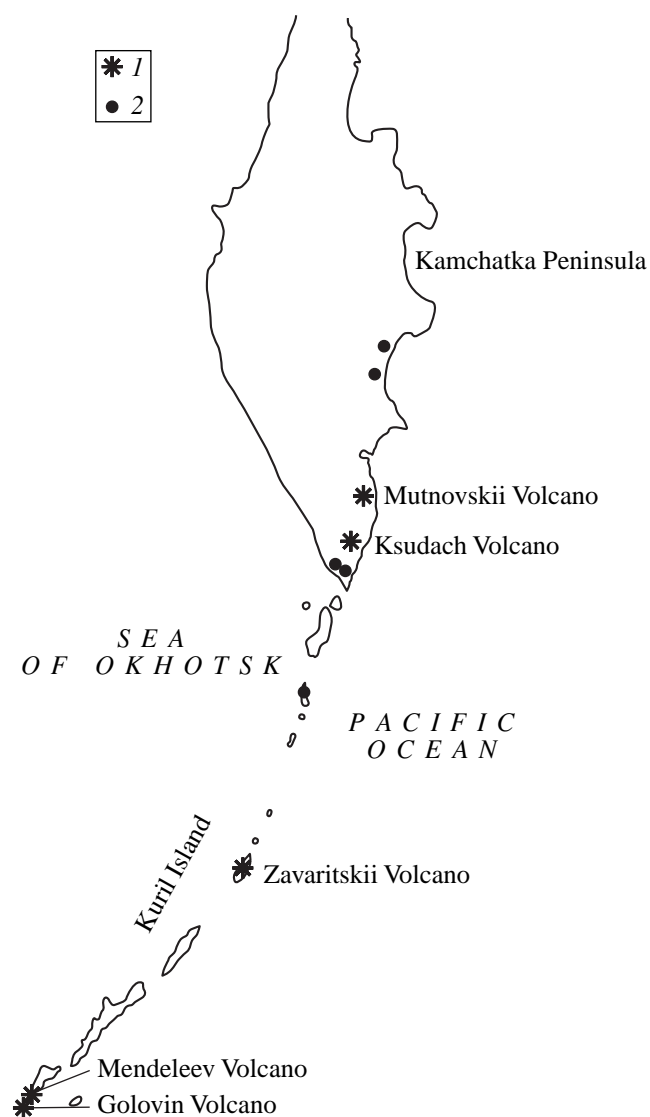 1
2
Kamchatka Peninsula
Mutnovskii Volcano
Ksudach Volcano
SEA
OF OKHOTSK
PACIFIC
OCEAN
Kuril Island
Zavaritskii Volcano
Mendeleev Volcano
Golovin Volcano